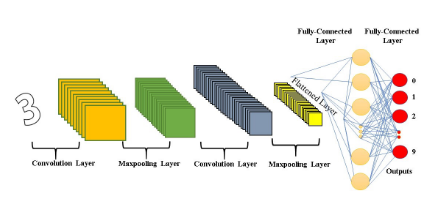 Fully-Connected
Layer
Fully-Connected
Layer
3
Flattened Layer
0
1
2
9
Outputs
Convolution Layer
Maxpooling Layer
Convolution Layer
Maxpooling Layer